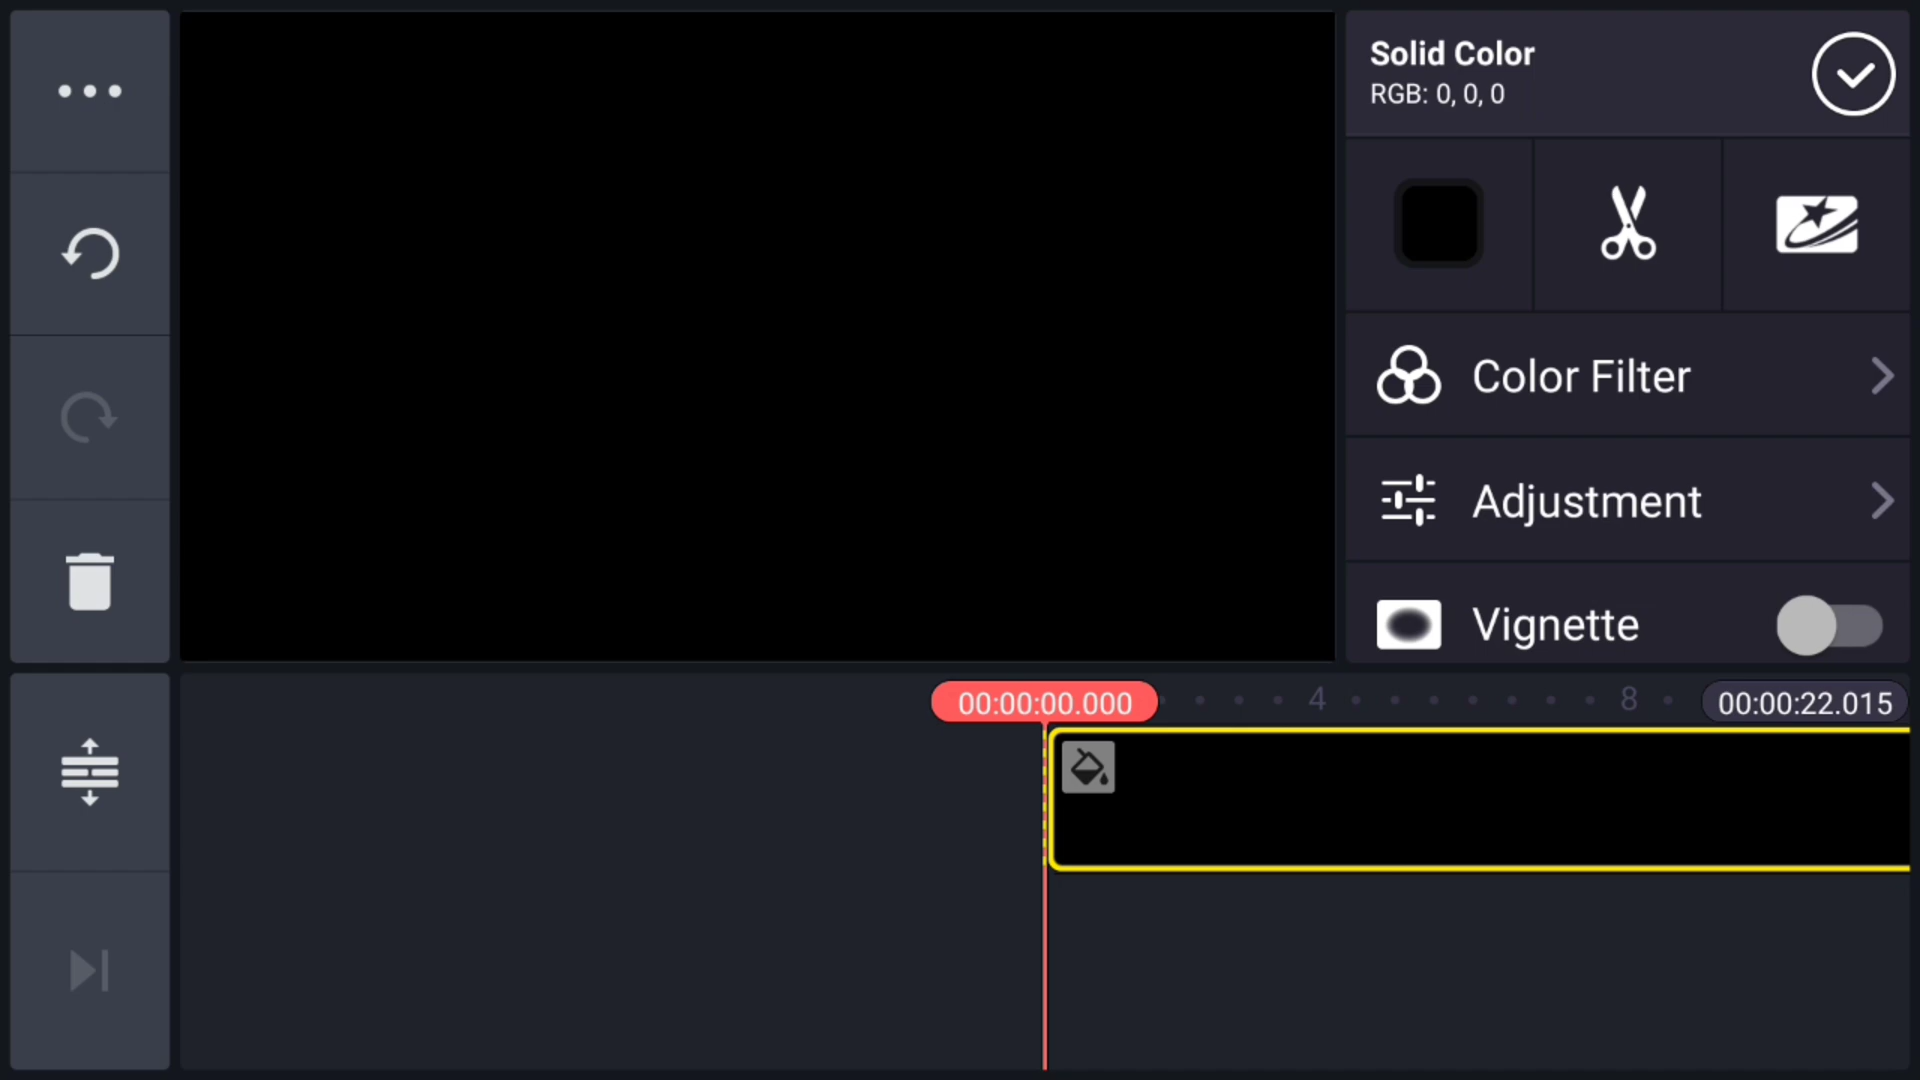 Solid Color
RGB: 0, 0, 0
Color Filter
Adjustment
Vignette
00:00:00.000
4
8
00:00:22.015